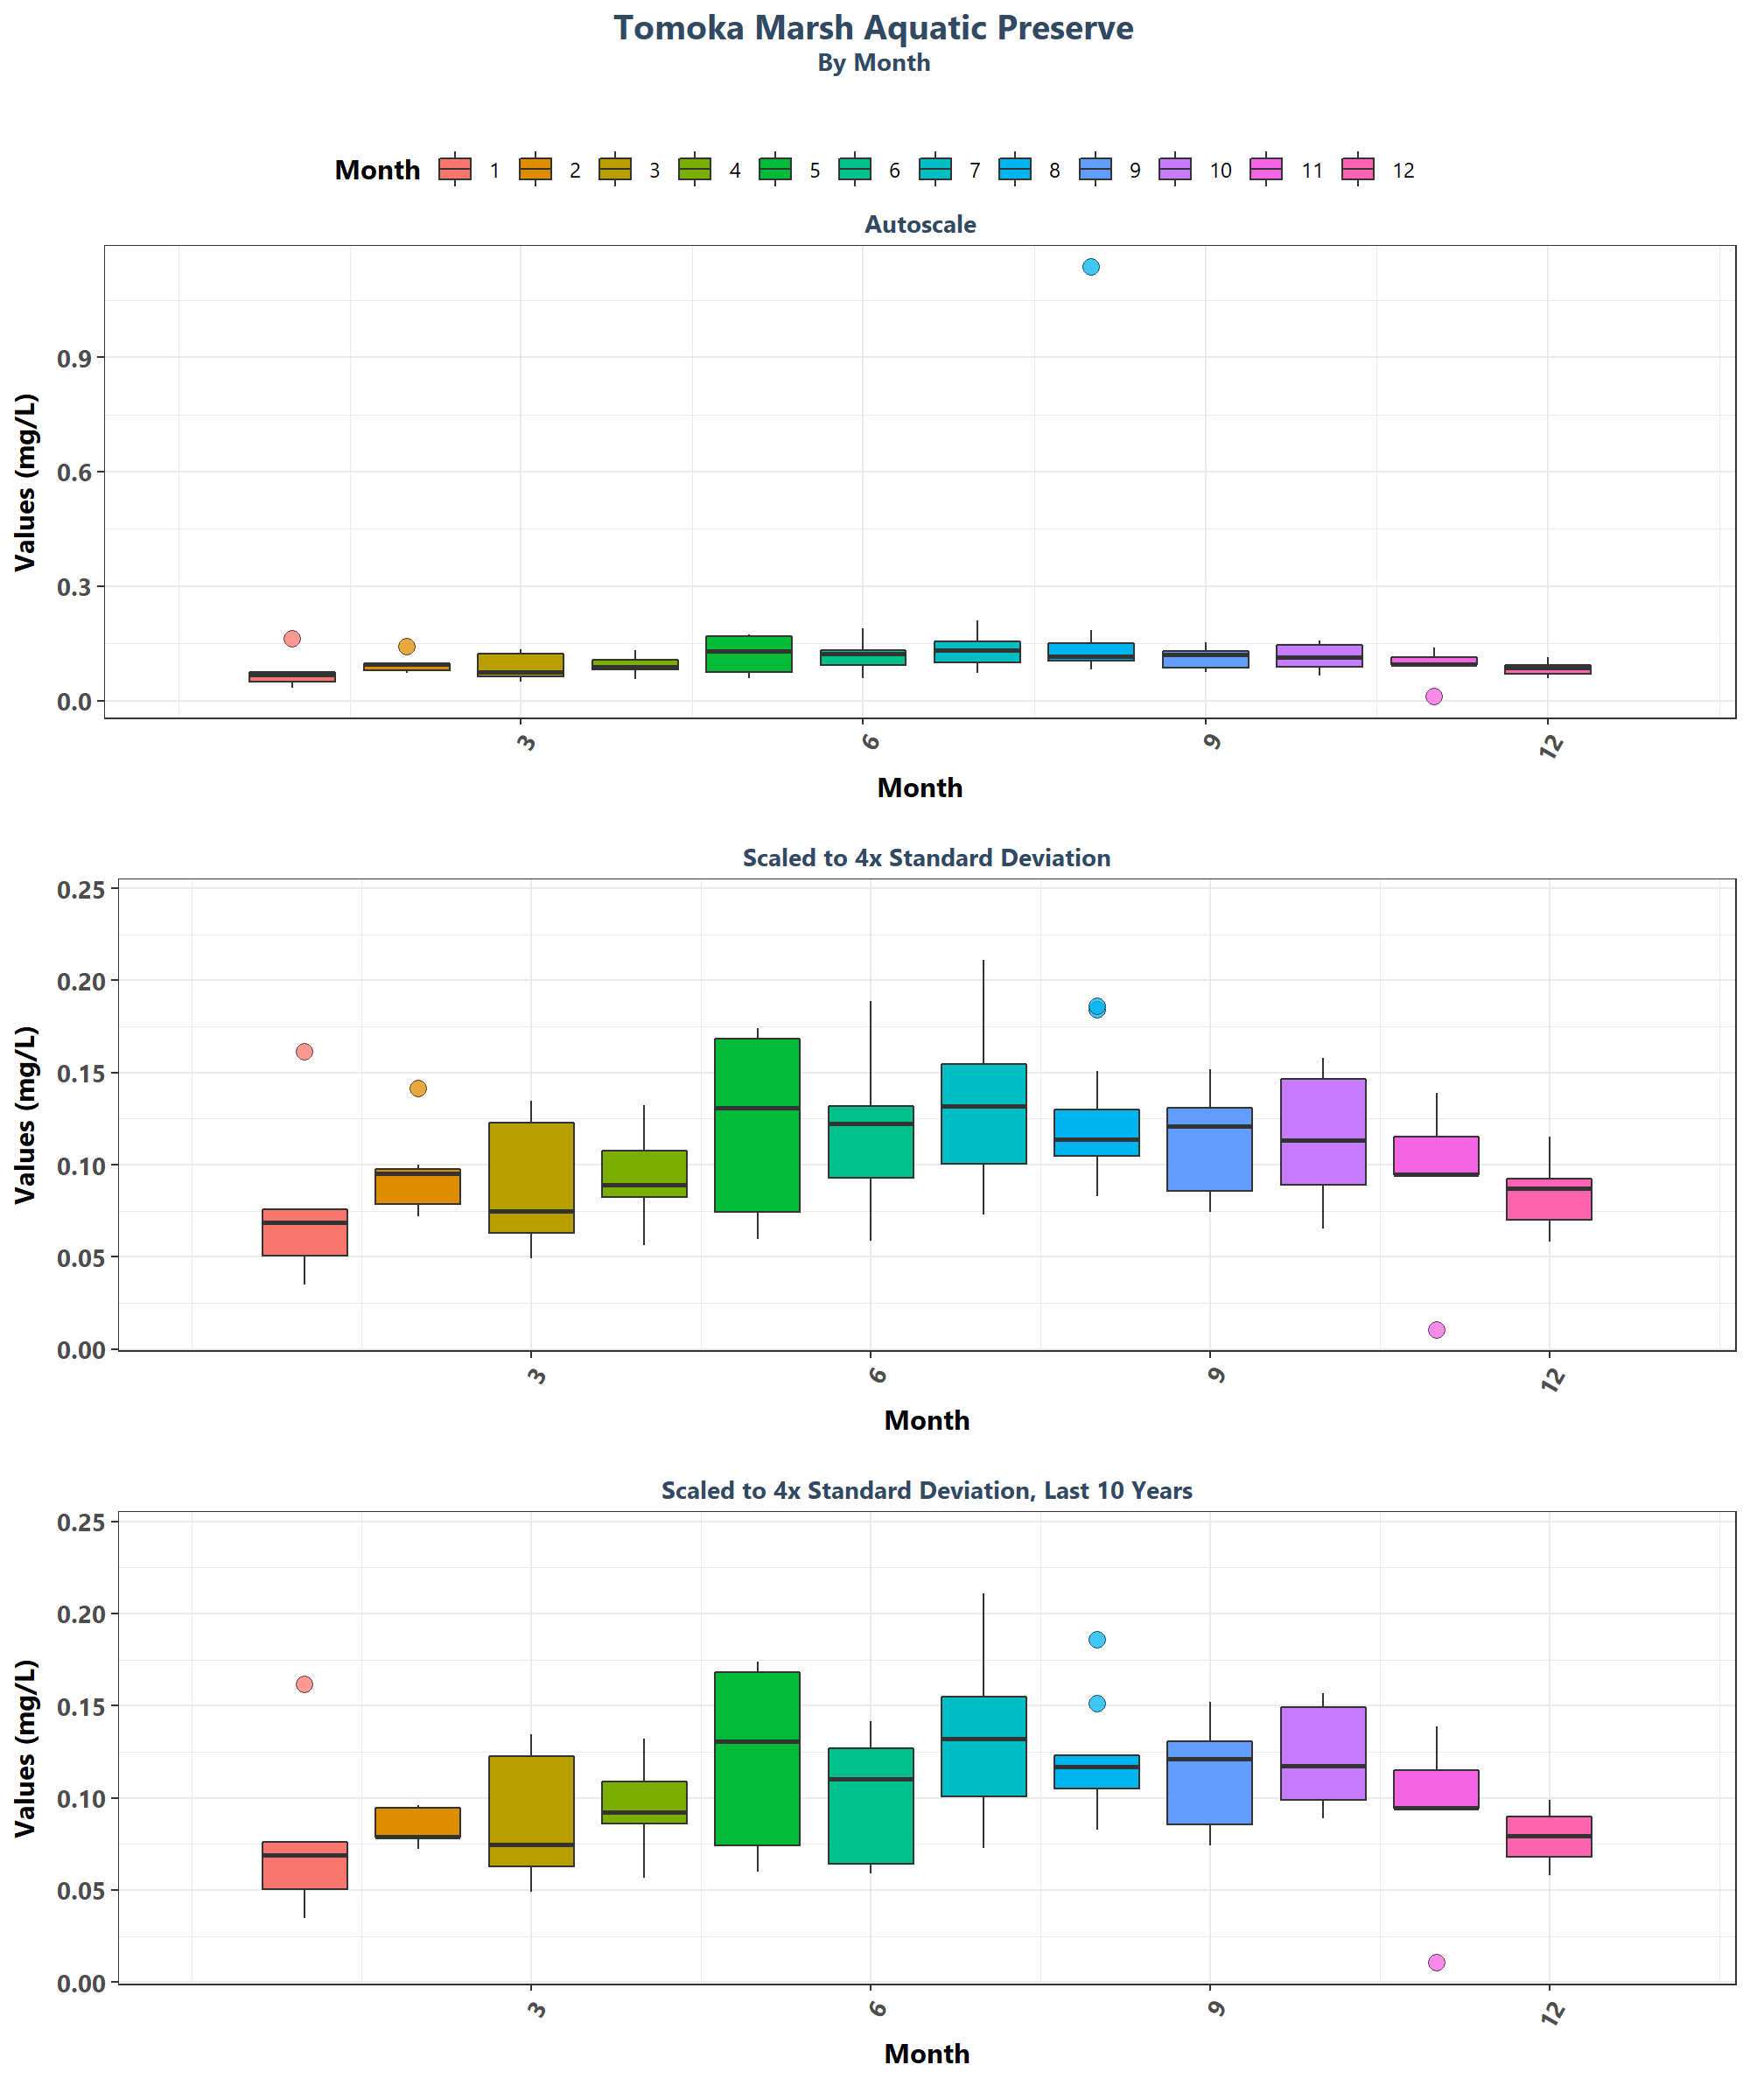 Tomoka Marsh Aquatic Preserve
By Month
Month 1 2 3 4 5 6 7 8 9 10 11 12
Autoscale
Values (mg/L)
0.9
0.6
0.3
0.0
3 6 9 12
Month
Scaled to 4x Standard Deviation
Values (mg/L)
0.25
0.20
0.15
0.10
0.05
0.00
3 6 9 12
Month
Scaled to 4x Standard Deviation, Last 10 Years
Values (mg/L)
0.25
0.20
0.15
0.10
0.05
0.00
3 6 9 12
Month